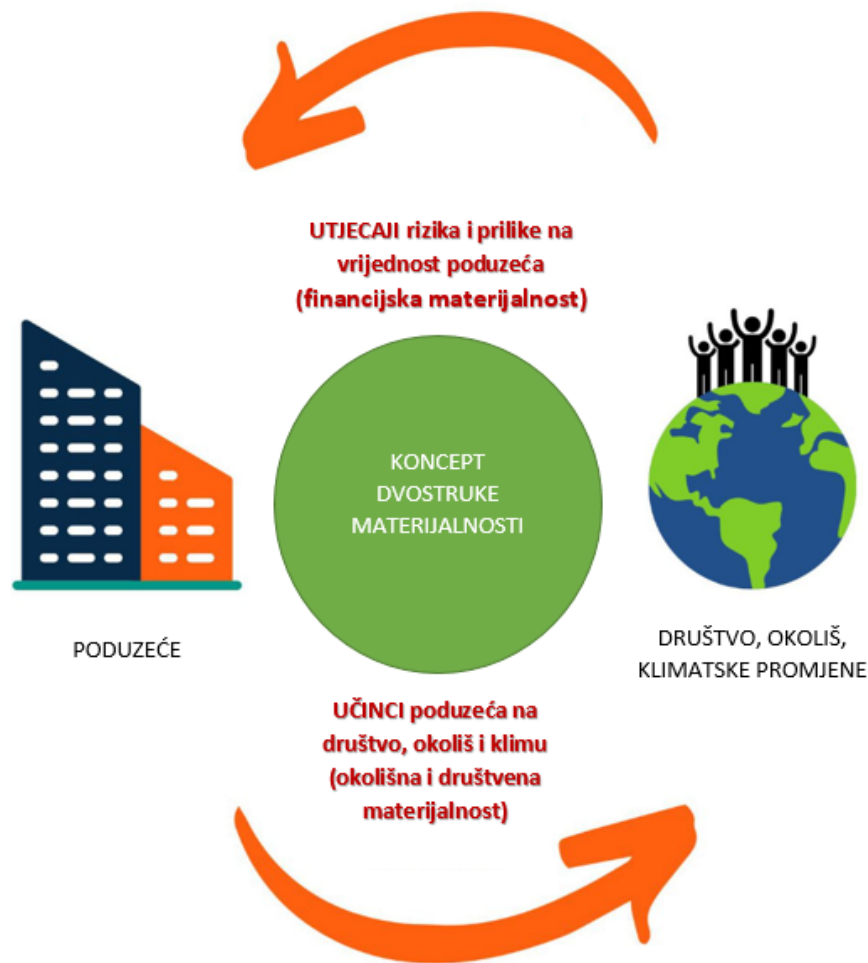 UTJECAJI rizika i prilike na
vrijednost poduzeća
(financijska materijalnost)
KONCEPT
DVOSTRUKE
MATERIJALNOSTI
PODUZEĆE
DRUŠTVO, OKOLIŠ,
KLIMATSKE PROMJENE
UČINCI poduzeća na
društvo, okoliš i klimu
(okolišna i društvena
materijalnost)